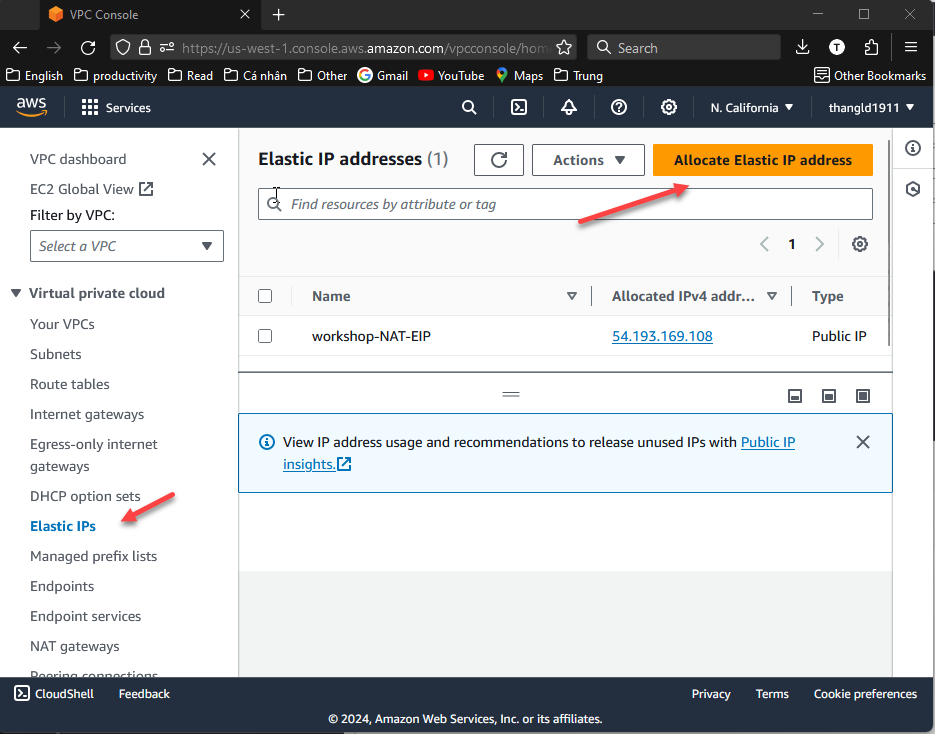 VPC Console
https://us-west-1.console.aws.amazon.com/vpcconsole/hom
Search
T
English productivity Read Cá nhân Other Gmail YouTube Maps Trung Other Bookmarks
aws Services N. California thangld1911
VPC dashboard
EC2 Global View
Filter by VPC:
Select a VPC
Virtual private cloud
Your VPCs
Subnets
Route tables
Internet gateways
Egress-only internet
gateways
DHCP option sets
Elastic IPs
Managed prefix lists
Endpoints
Endpoint services
NAT gateways
Peering connections
Elastic IP addresses (1)
Actions
Allocate Elastic IP address
Find resources by attribute or tag
1
Name Allocated IPv4 addr... Type
workshop-NAT-EIP 54.193.169.108 Public IP
View IP address usage and recommendations to release unused IPs with Public IP
insights.
CloudShell Feedback Privacy Terms Cookie preferences
© 2024, Amazon Web Services, Inc. or its affiliates.